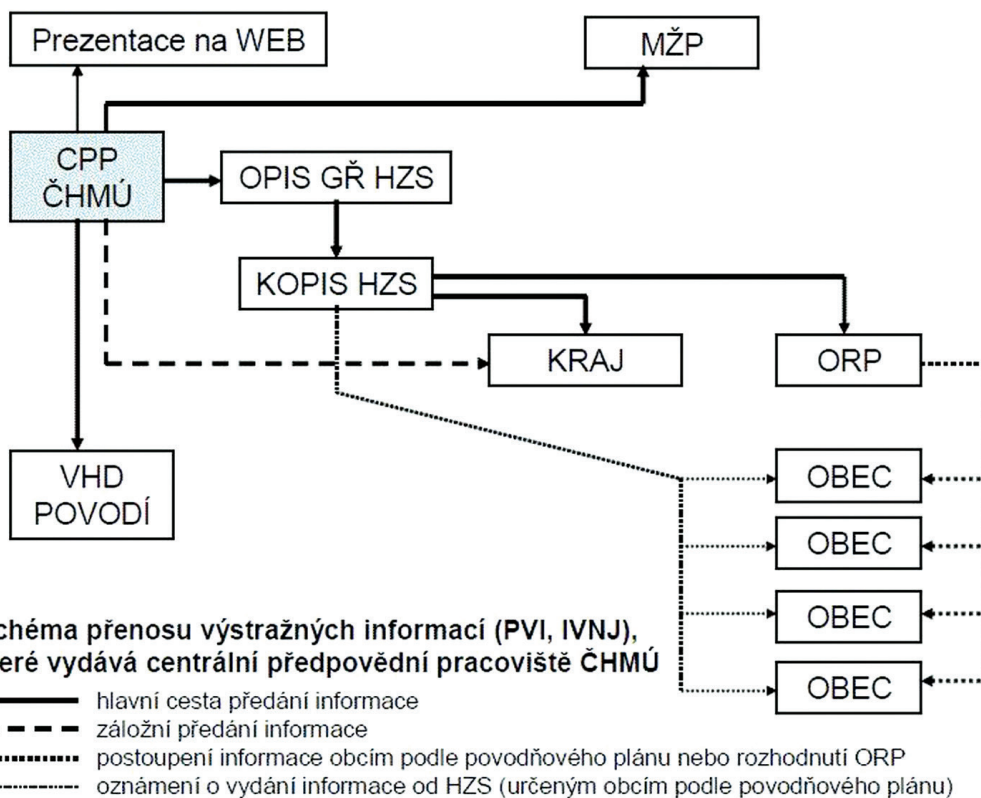 Prezentace na WEB
MŽP
CPP
ČHMÚ
OPIS GŘ HZS
KOPIS HZS
KRAJ
ORP
VHD
POVODÍ
OBEC
OBEC
OBEC
OBEC
chéma přenosu výstražných informací (PVI, IVNJ),
eré vydává centrální předpovědní pracoviště ČHMÚ
hlavní cesta předání informace
záložní předání informace
postoupení informace obcím podle povodňového plánu nebo rozhodnutí ORP
oznámení o vydání informace od HZS (určeným obcím podle povodňového plánu)